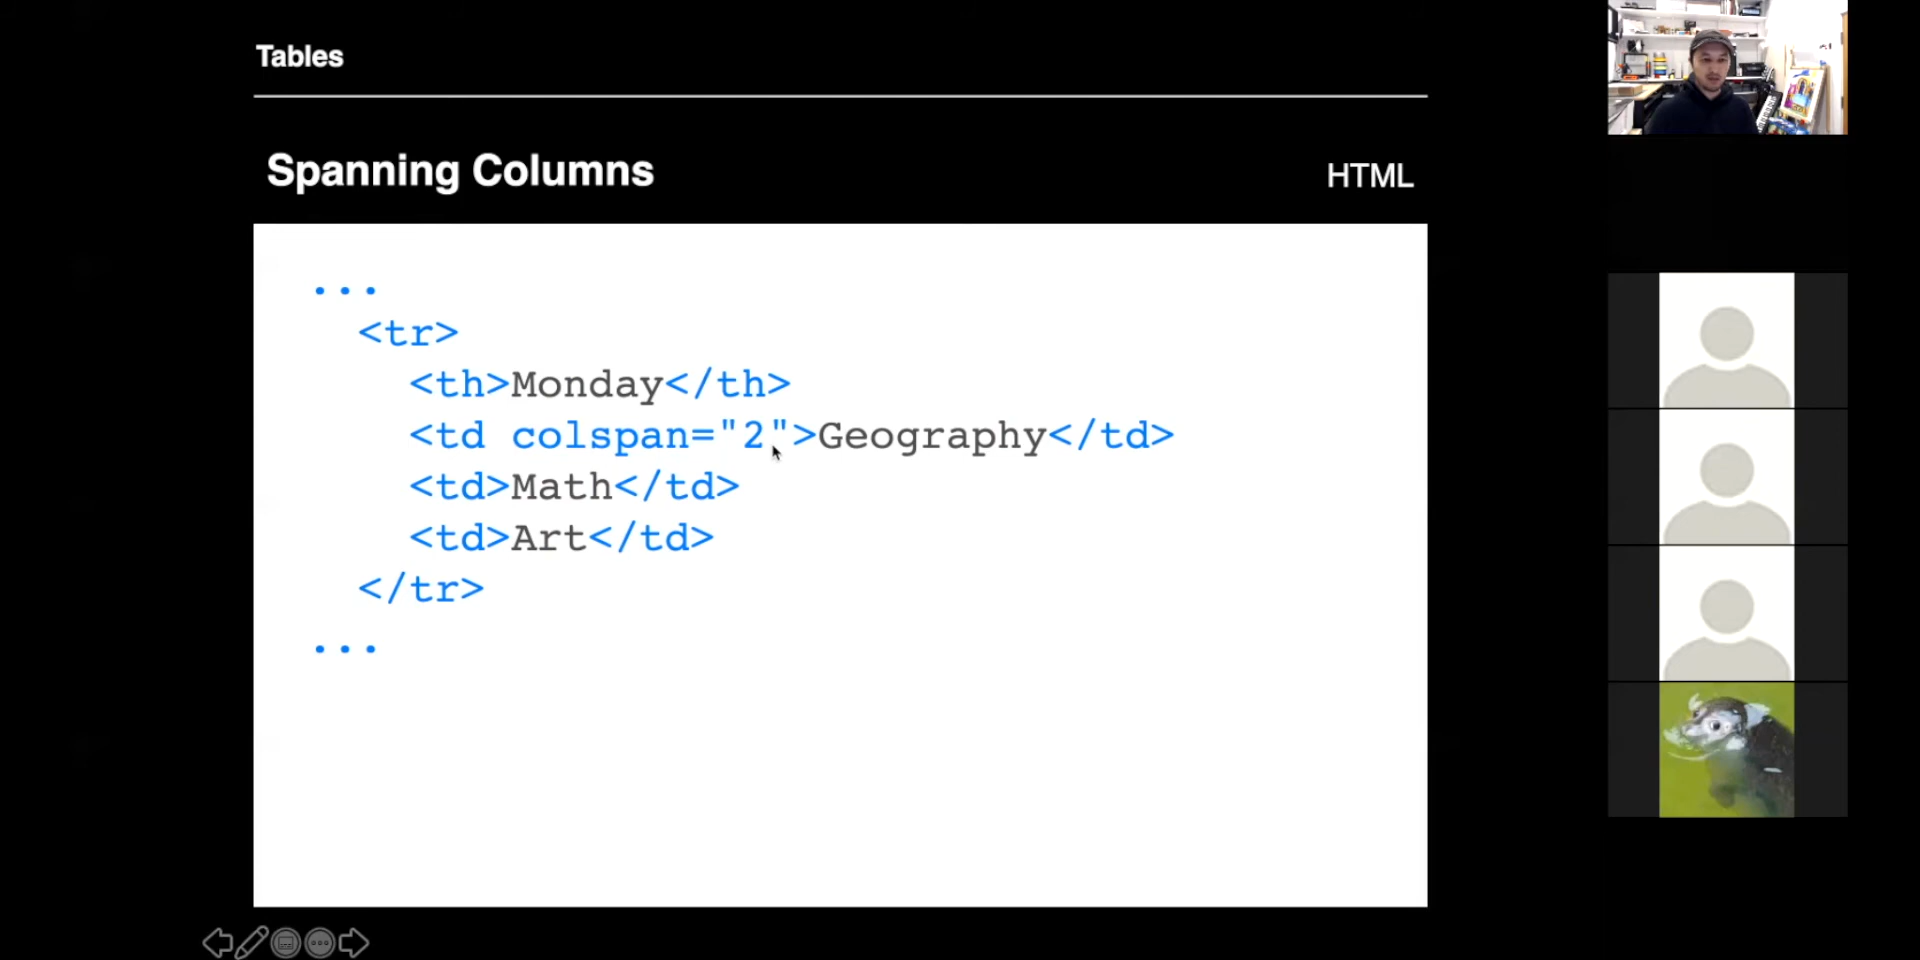 Tables
Spanning Columns
HTML
...
<tr>
<th>Monday</th>
<td colspan="2">Geography</td>
<td>Math</td>
<td>Art</td>
</tr>
...